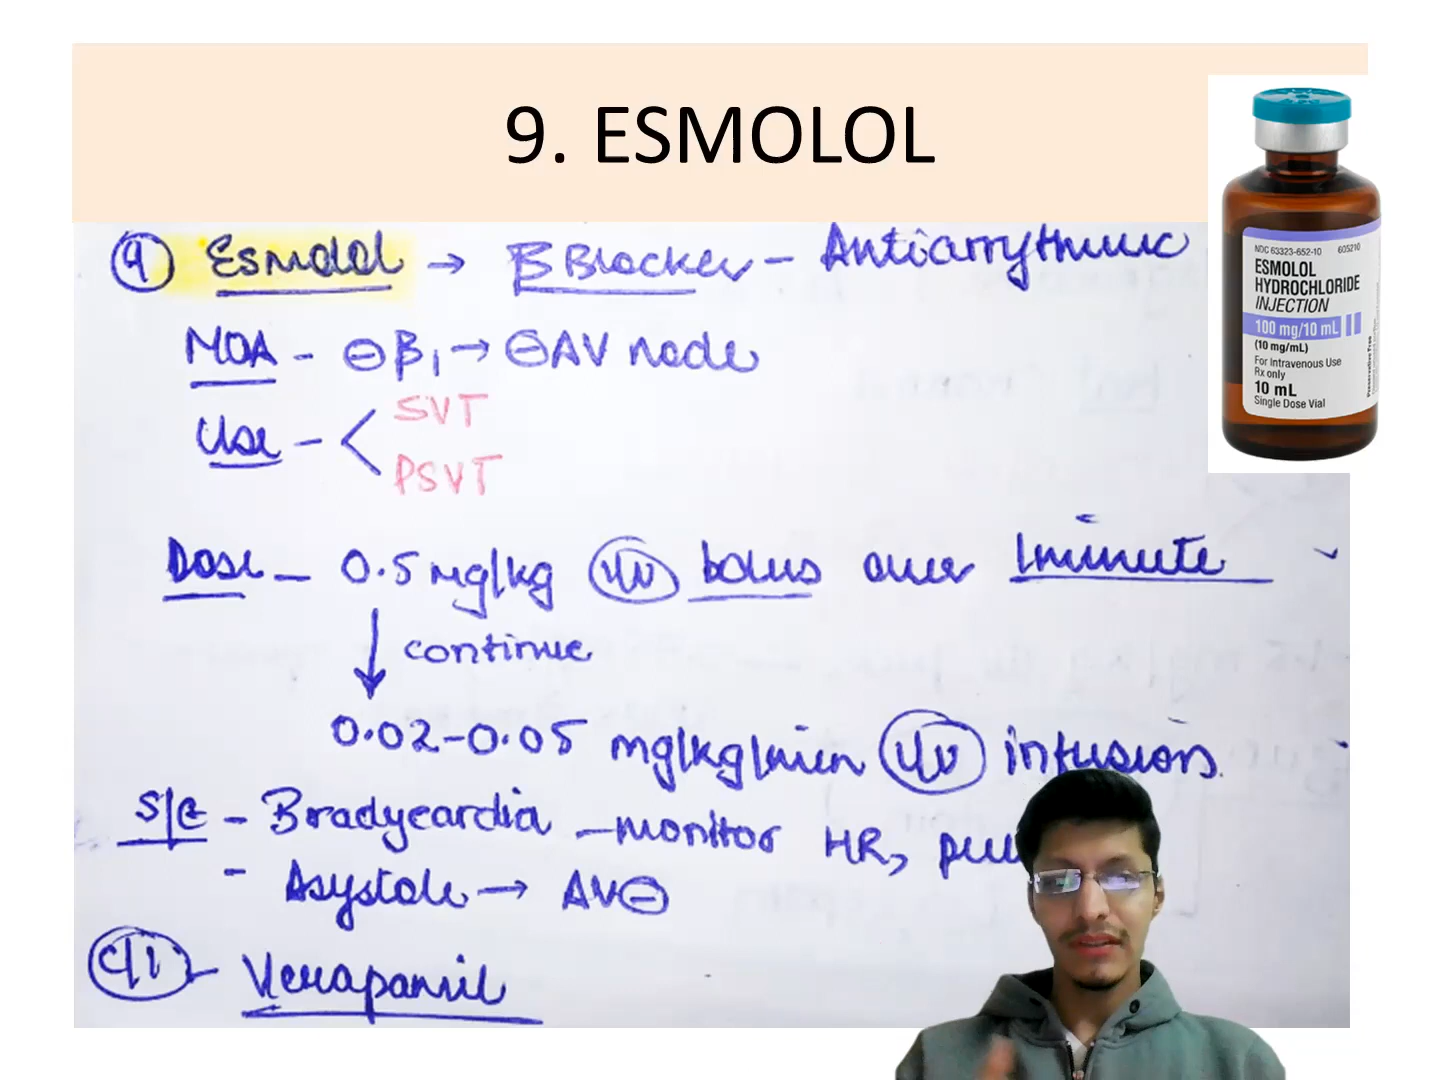 9. ESMOLOL
NDC 63323-652-10 605210
ESMOLOL
HYDROCHLORIDE
INJECTION
100 mg/10 mL
(10 mg/mL)
For Intravenous Use
Rx only
10 mL
Single Dose Vial
Preservative Free
9 Esmolol → β Blocker - Antiarrythmic
MOA - ⊖ β1 → ⊖ AV node
Use - < SVT
PSVT
Dose - 0.5 mg/kg i/v bolus over 1 minute
↓ continue
0.02-0.05 mg/kg/min i/v infusion.
S/E - Bradycardia - monitor HR,
- Asystole → AV ⊖
C/I - Verapamil